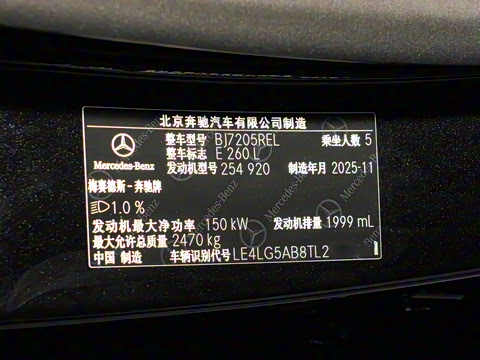 北京奔驰汽车有限公司制造
整车型号 BJ7205REL 乘坐人数 5
整车标志 E 260 L
发动机型号 254 920 制造年月 2025-11
Mercedes-Benz
梅赛德斯-奔驰牌
1.0 %
发动机最大净功率 150 kW 发动机排量 1999 mL
最大允许总质量 2470 kg
中国 制造 车辆识别代号 LE4LG5AB8TL2